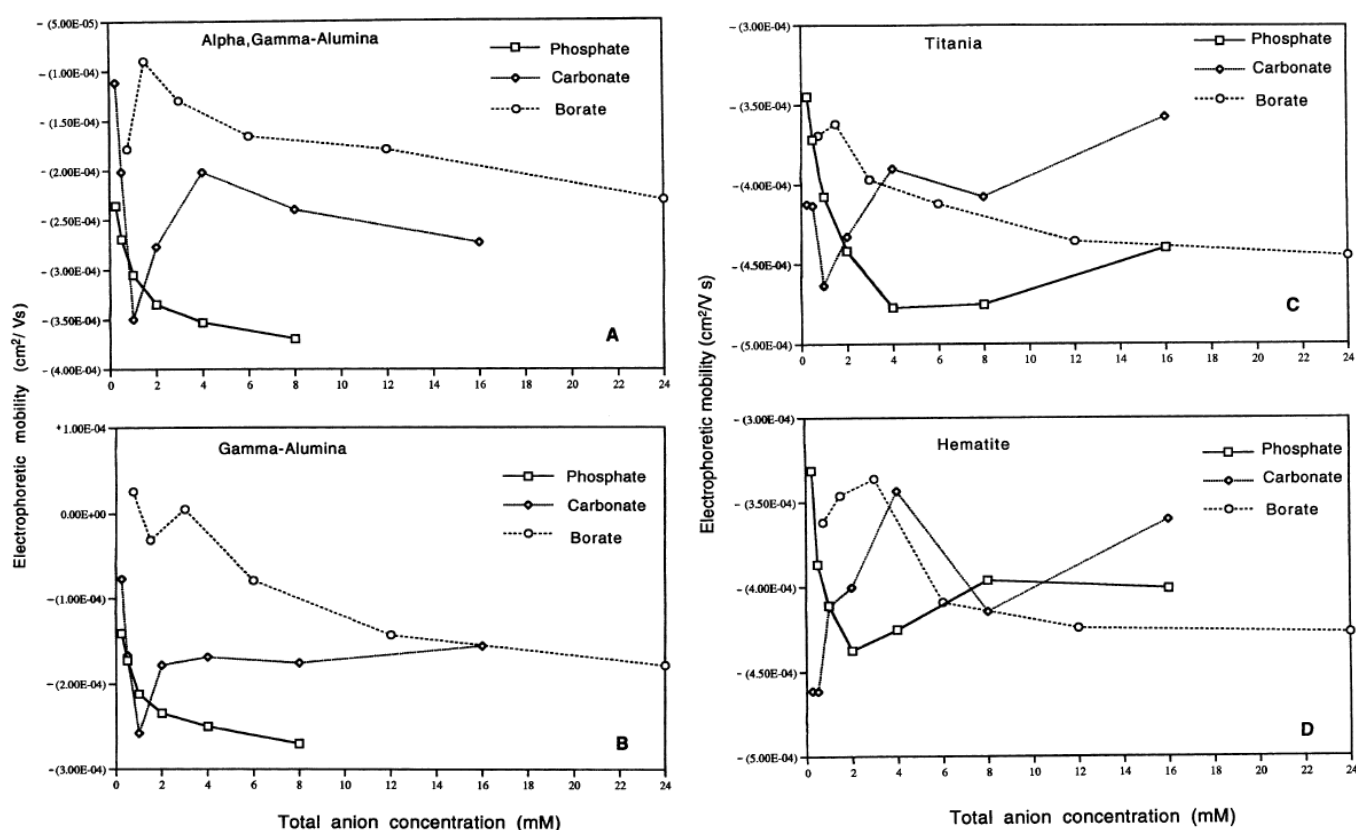 Electrophoretic mobility (cm²/ Vs)
Alpha,Gamma-Alumina
Phosphate
Carbonate
Borate
– (5.00E-05)
– (1.00E-04)
– (1.50E-04)
– (2.00E-04)
– (2.50E-04)
– (3.00E-04)
– (3.50E-04)
– (4.00E-04)
A
0 2 4 6 8 10 12 14 16 18 20 22 24
Gamma-Alumina
Phosphate
Carbonate
Borate
+1.00E-04
0.00E+00
–(1.00E-04)
–(2.00E-04)
–(3.00E-04)
B
0 2 4 6 8 10 12 14 16 18 20 22 24
Total anion concentration (mM)
Electrophoretic mobility (cm²/V s)
Titania
Phosphate
Carbonate
Borate
– (3.00E-04)
– (3.50E-04)
– (4.00E-04)
– (4.50E-04)
– (5.00E-04)
C
0 2 4 6 8 10 12 14 16 18 20 22 24
Hematite
Phosphate
Carbonate
Borate
– (3.00E-04)
– (3.50E-04)
– (4.00E-04)
– (4.50E-04)
– (5.00E-04)
D
0 2 4 6 8 10 12 14 16 18 20 22 24
Total anion concentration (mM)